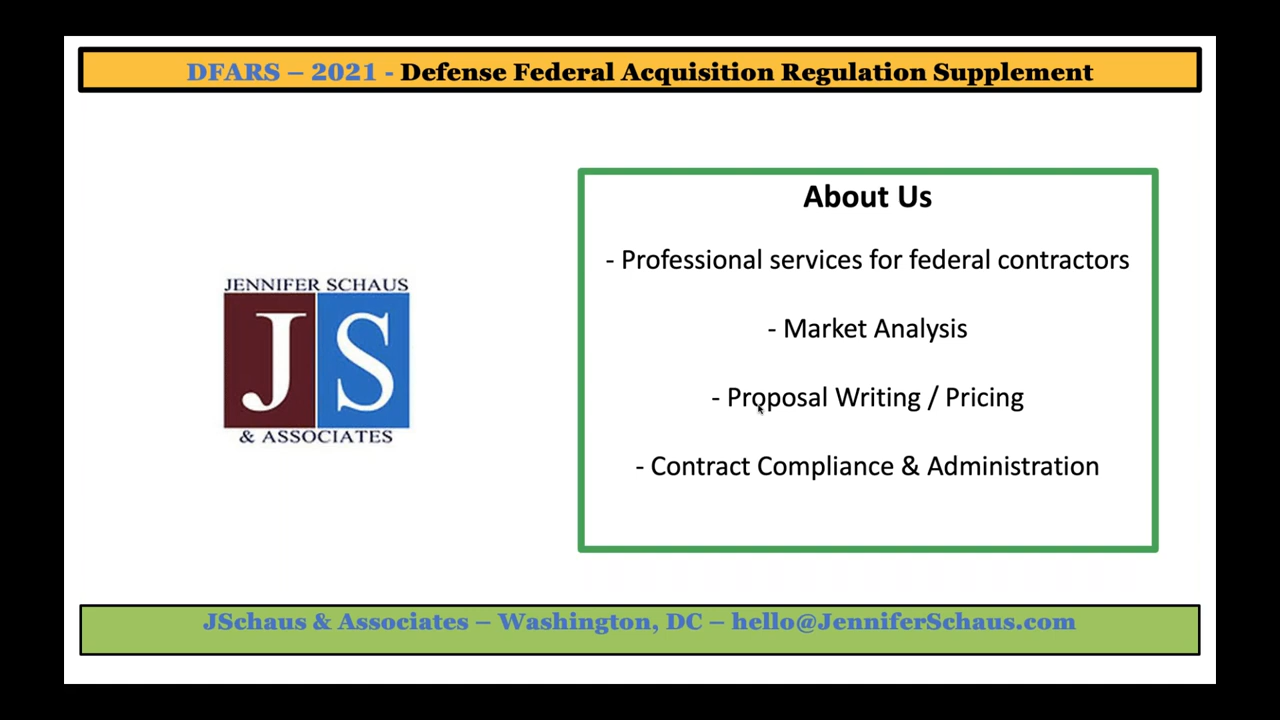 DFARS – 2021 - Defense Federal Acquisition Regulation Supplement
JENNIFER SCHAUS
JS
& ASSOCIATES
About Us
- Professional services for federal contractors
- Market Analysis
- Proposal Writing / Pricing
- Contract Compliance & Administration
JSchaus & Associates – Washington, DC – hello@JenniferSchaus.com